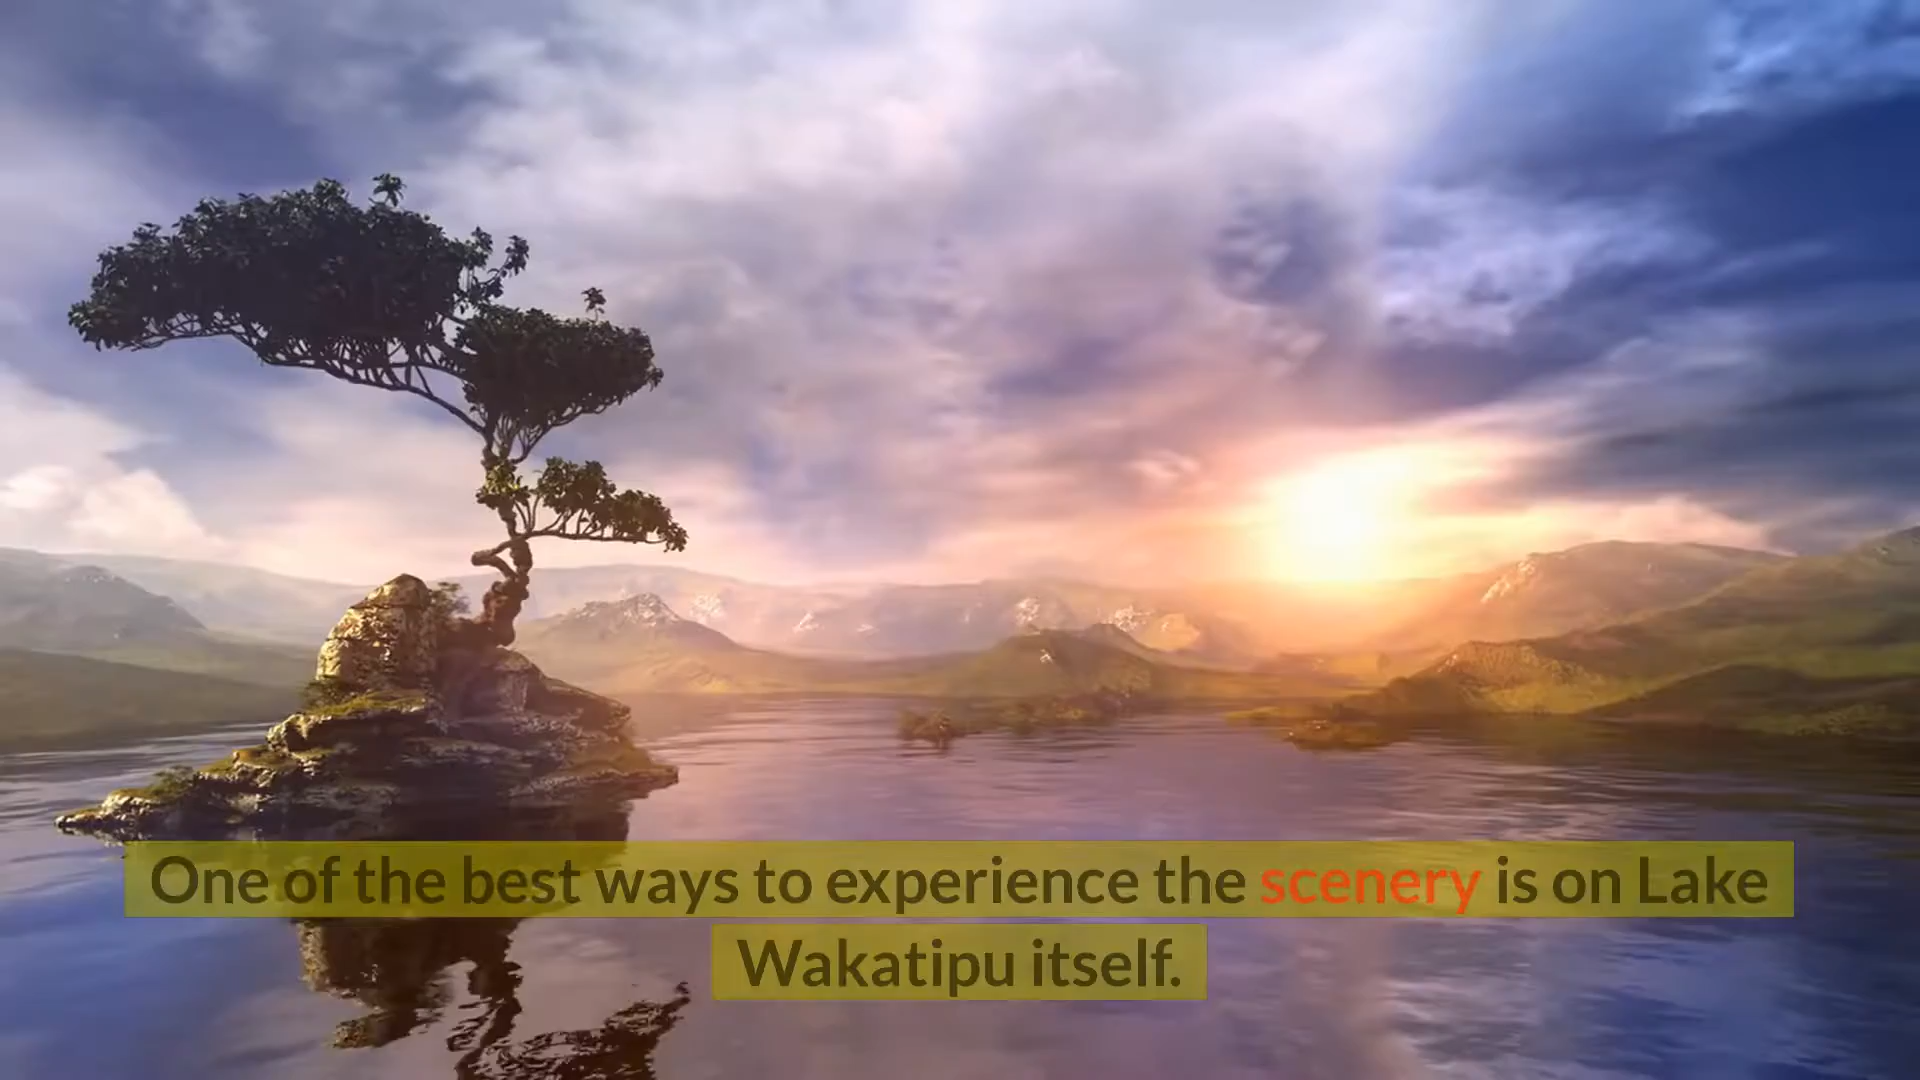 One of the best ways to experience the scenery is on Lake
Wakatipu itself.